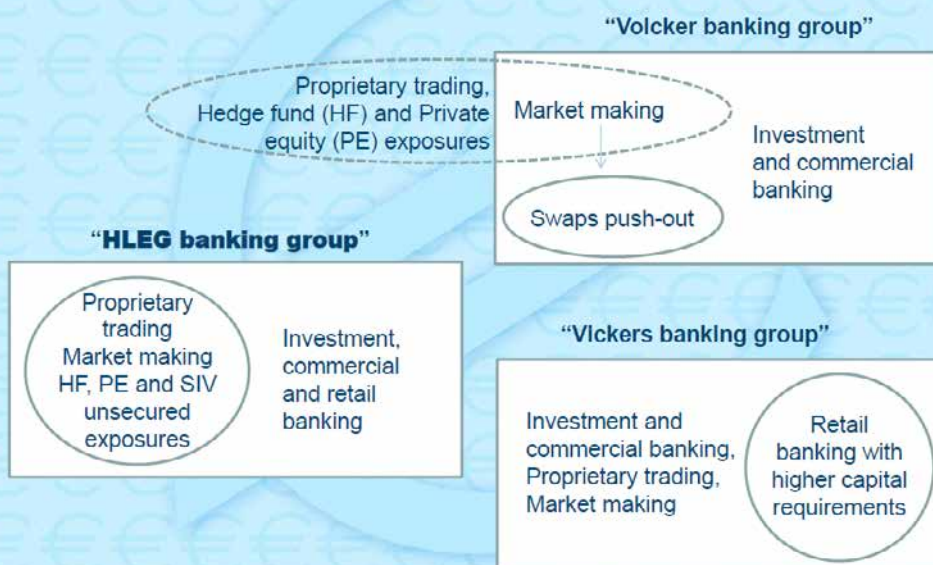 "Volcker banking group"
Proprietary trading,
Hedge fund (HF) and Private
equity (PE) exposures
Market making
Investment
and commercial
banking
Swaps push-out
"HLEG banking group"
Proprietary
trading
Market making
HF, PE and SIV
unsecured
exposures
Investment,
commercial
and retail
banking
"Vickers banking group"
Investment and
commercial banking,
Proprietary trading,
Market making
Retail
banking with
higher capital
requirements